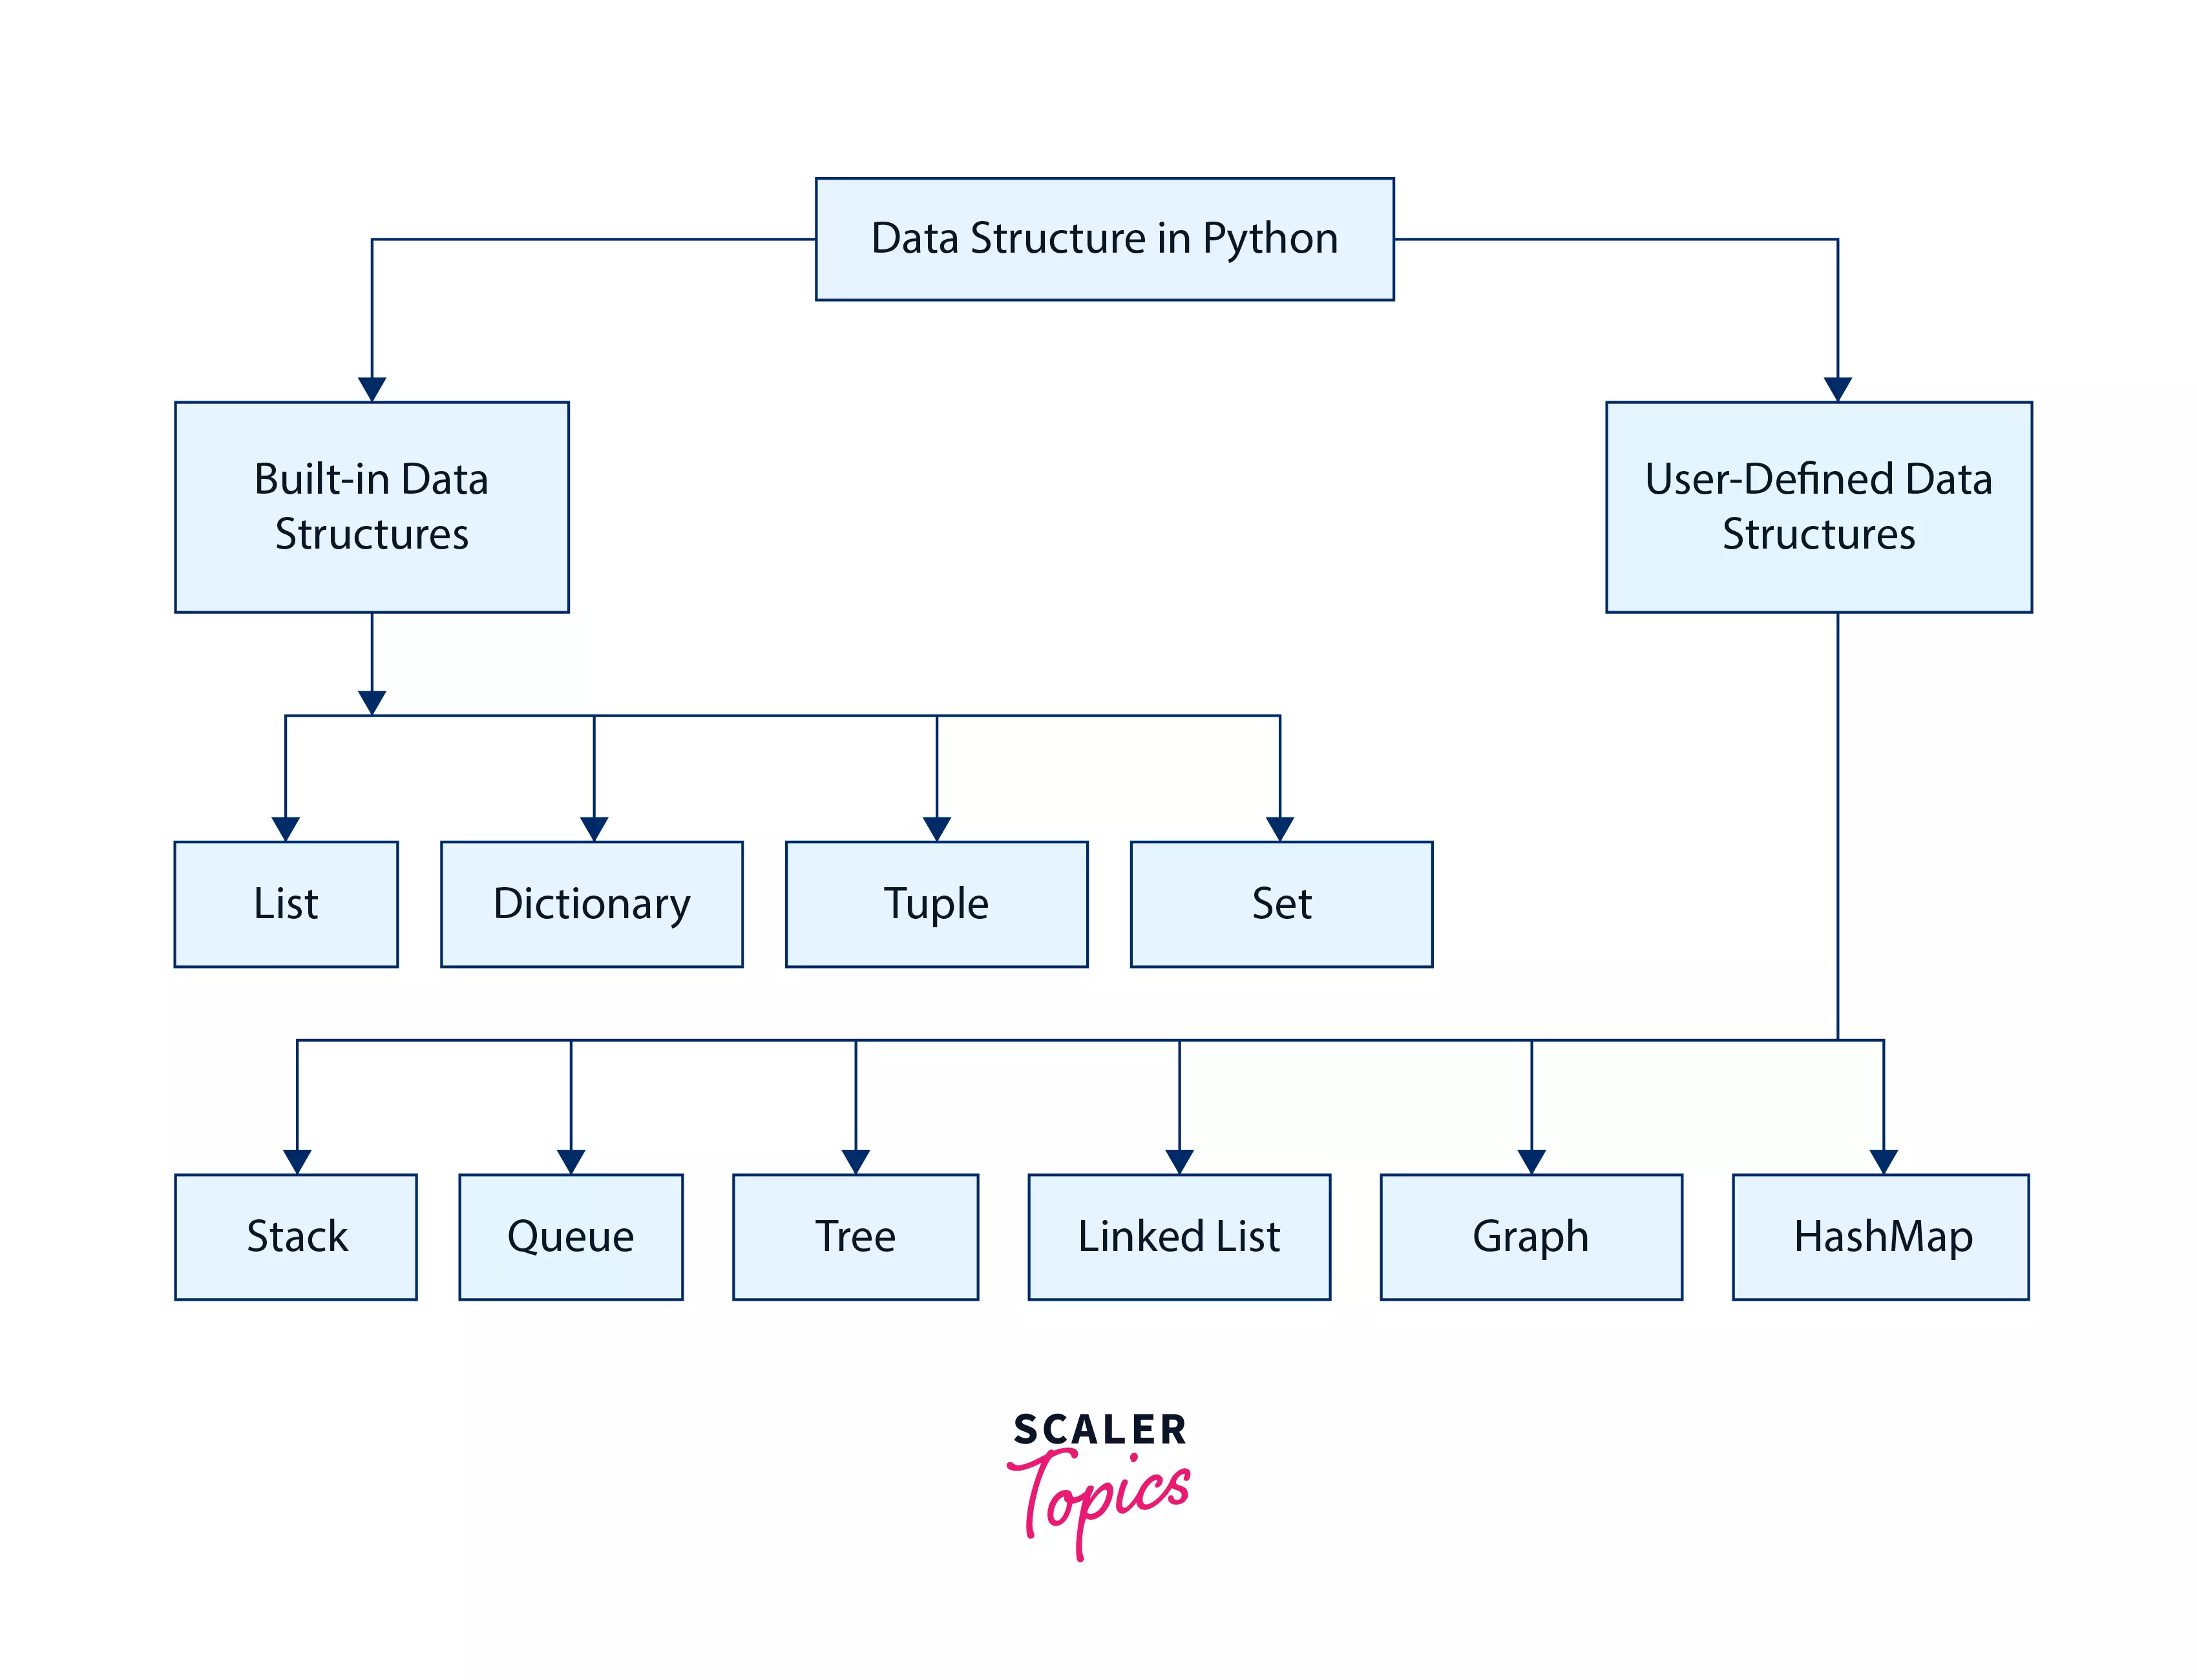 Data Structure in Python
Built-in Data
Structures
User-Defined Data
Structures
List
Dictionary
Tuple
Set
Stack
Queue
Tree
Linked List
Graph
HashMap
SCALER
Topics